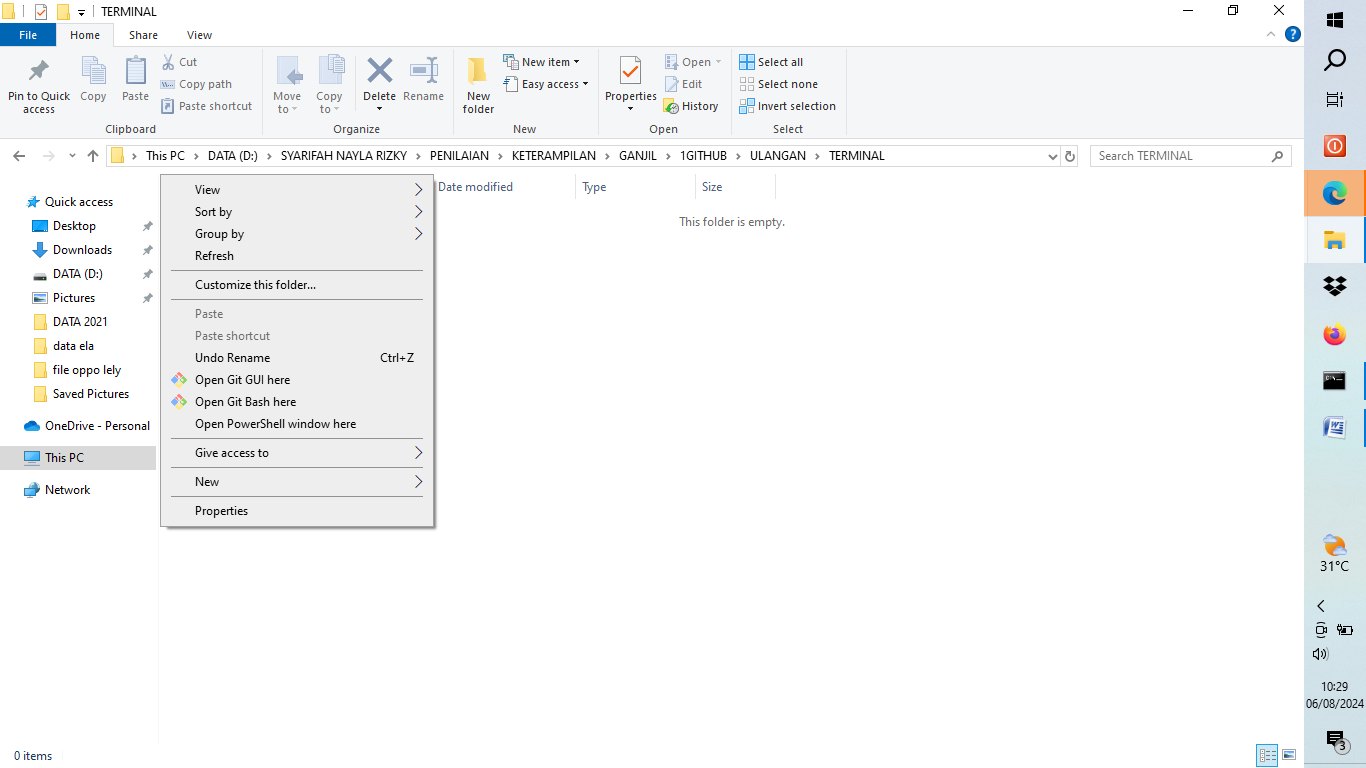 TERMINAL
File Home Share View
Pin to Quick access
Copy
Paste
Cut
Copy path
Paste shortcut
Clipboard
Move to
Copy to
Delete
Rename
Organize
New folder
New item
Easy access
New
Properties
Open
Edit
History
Open
Select all
Select none
Invert selection
Select
This PC DATA (D:) SYARIFAH NAYLA RIZKY PENILAIAN KETERAMPILAN GANJIL 1GITHUB ULANGAN TERMINAL
Search TERMINAL
Quick access
Desktop
Downloads
DATA (D:)
Pictures
DATA 2021
data ela
file oppo lely
Saved Pictures
OneDrive - Personal
This PC
Network
View
Sort by
Group by
Refresh
Customize this folder...
Paste
Paste shortcut
Undo Rename Ctrl+Z
Open Git GUI here
Open Git Bash here
Open PowerShell window here
Give access to
New
Properties
Date modified Type Size
This folder is empty.
0 items
31°C
10:29
06/08/2024
3